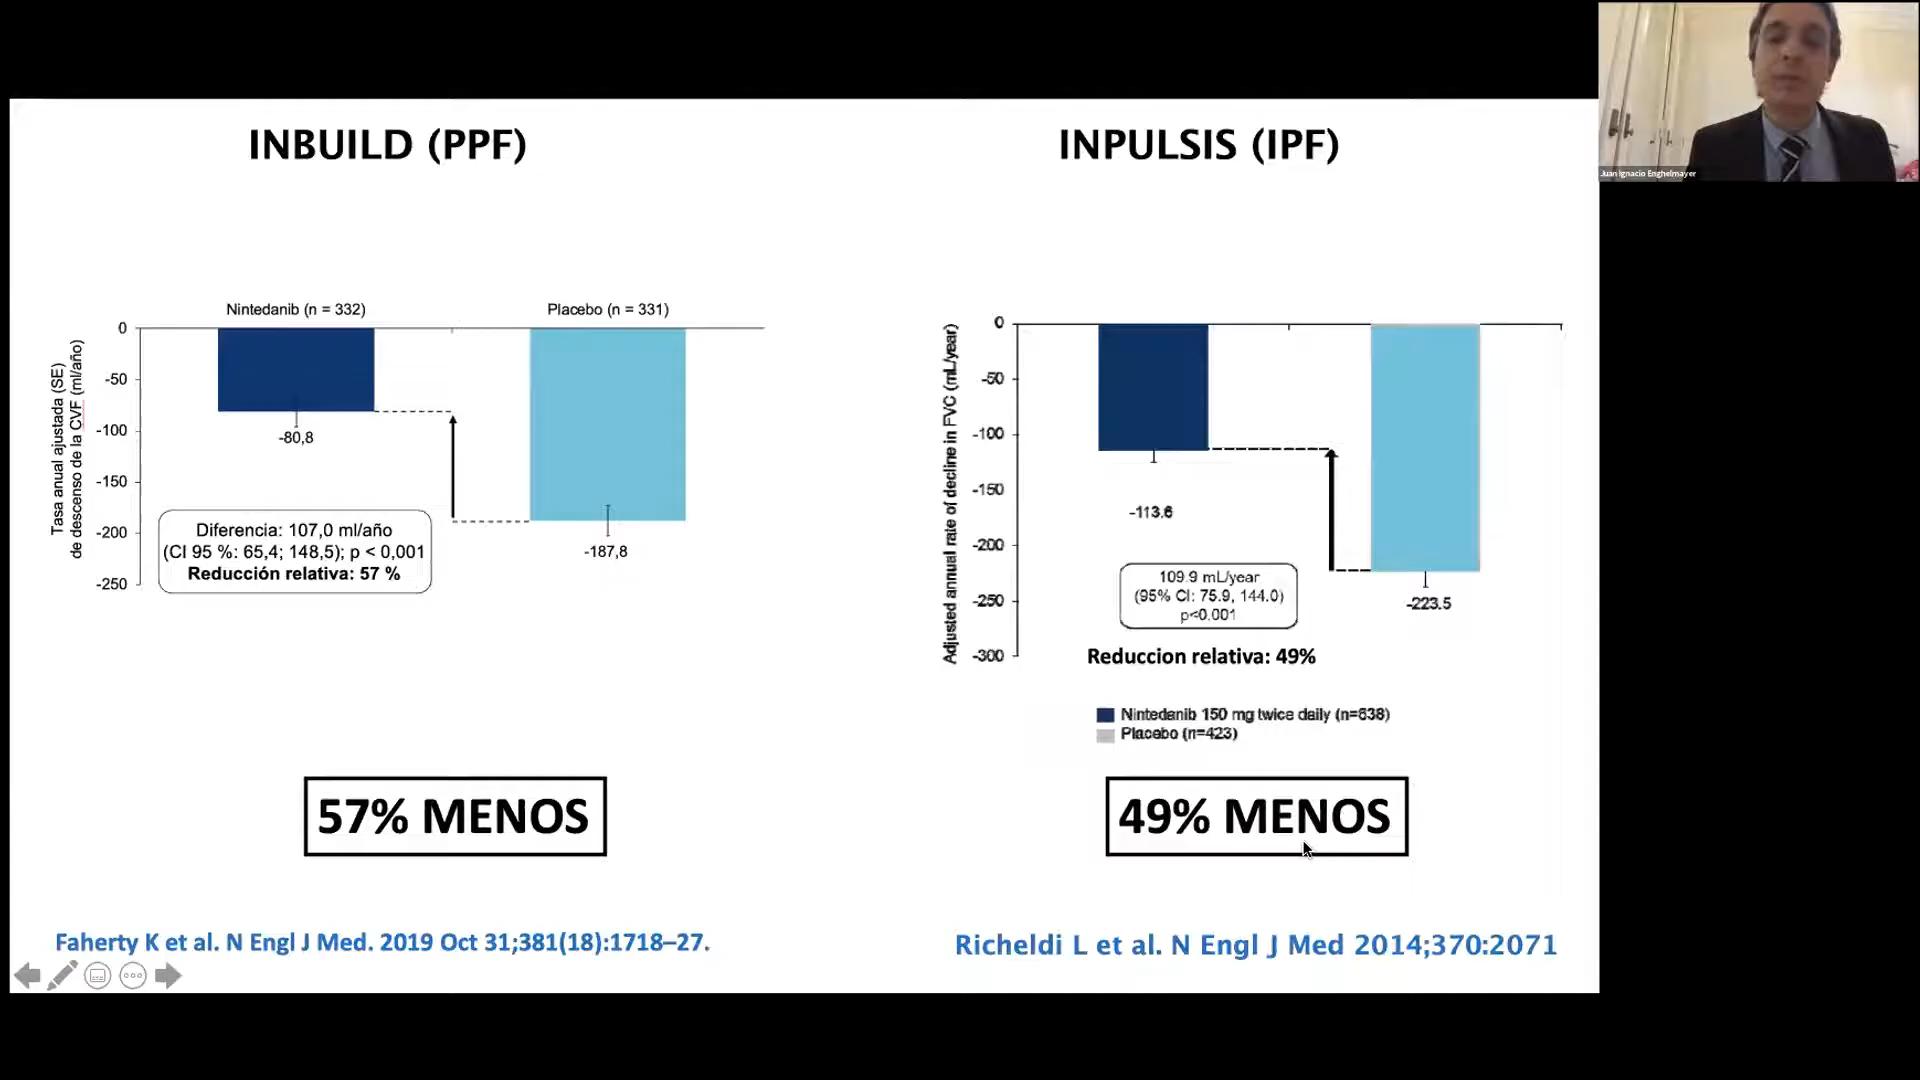 INBUILD (PPF)
Nintedanib (n = 332)
Placebo (n = 331)
Tasa anual ajustada (SE)
de descenso de la CVF (ml/año)
0
-50
-100
-150
-200
-250
-80,8
-187,8
Diferencia: 107,0 ml/año
(CI 95 %: 65,4; 148,5); p < 0,001
Reducción relativa: 57 %
57% MENOS
Faherty K et al. N Engl J Med. 2019 Oct 31;381(18):1718–27.
INPULSIS (IPF)
Adjusted annual rate of decline in FVC (mL/year)
0
-50
-100
-150
-200
-250
-300
-113.6
-223.5
109.9 mL/year
(95% CI: 75.9, 144.0)
p<0.001
Reduccion relativa: 49%
Nintedanib 150 mg twice daily (n=638)
Placebo (n=423)
49% MENOS
Richeldi L et al. N Engl J Med 2014;370:2071
Juan Ignacio Enghelmayer